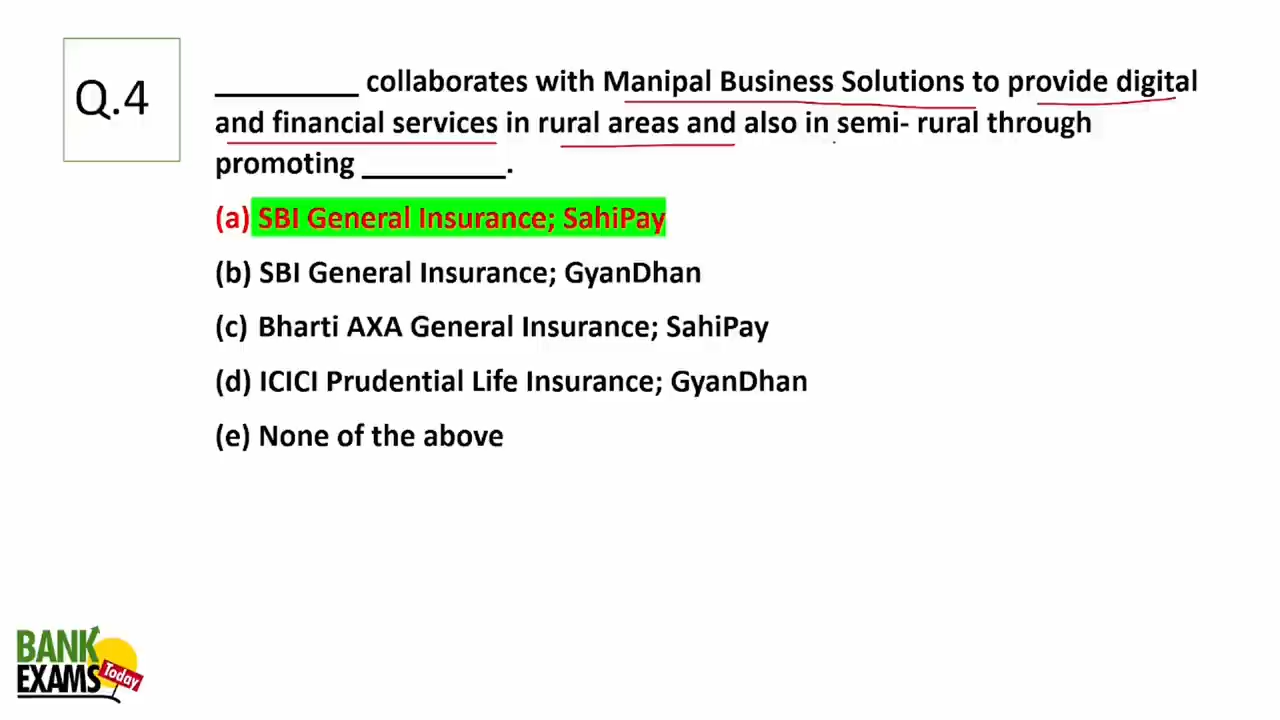 Q.4
_________ collaborates with Manipal Business Solutions to provide digital
and financial services in rural areas and also in semi- rural through
promoting _________.
(a) SBI General Insurance; SahiPay
(b) SBI General Insurance; GyanDhan
(c) Bharti AXA General Insurance; SahiPay
(d) ICICI Prudential Life Insurance; GyanDhan
(e) None of the above
BANK
EXAMS
Today